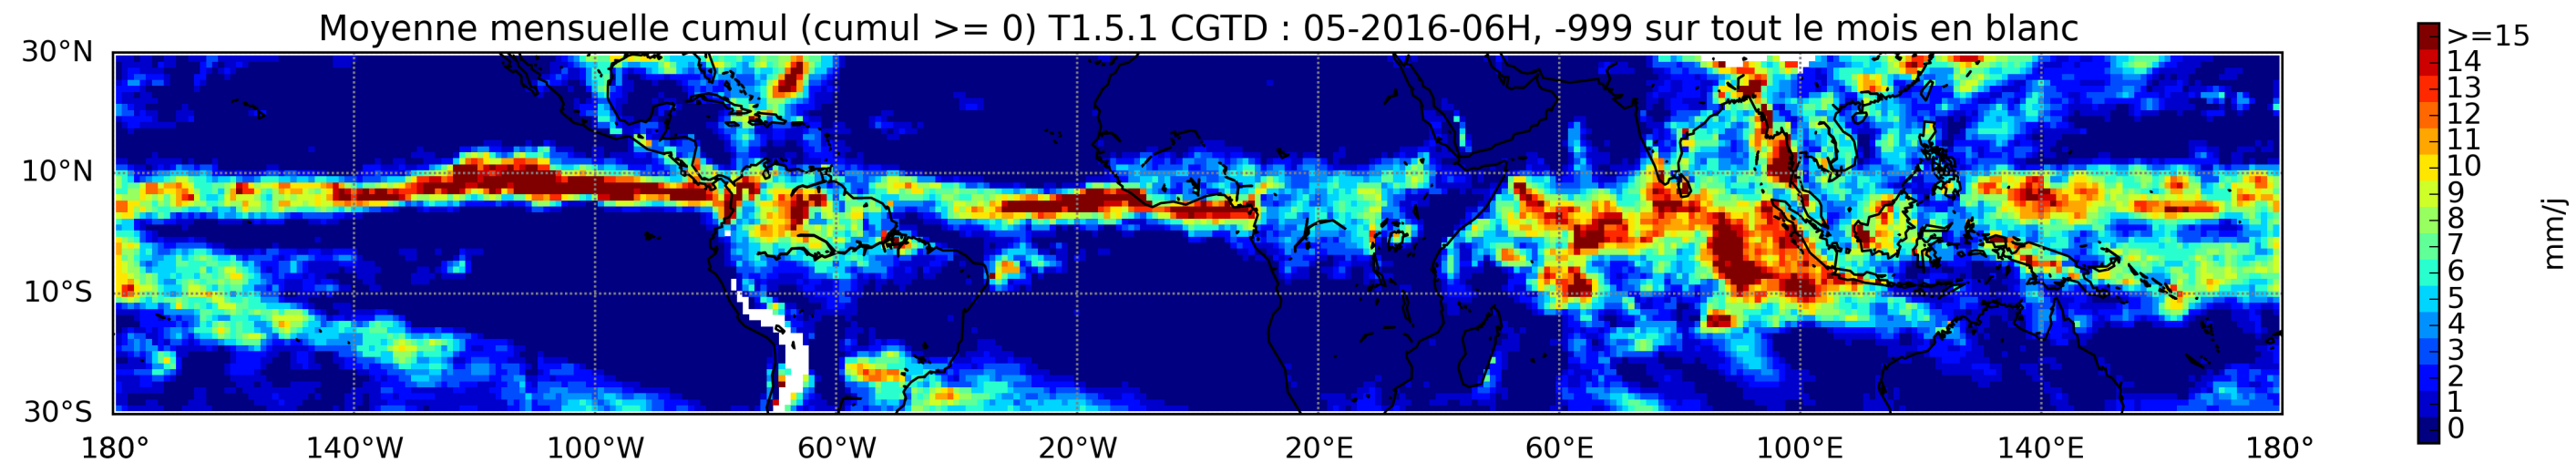 Moyenne mensuelle cumul (cumul >= 0) T1.5.1 CGTD : 05-2016-06H, -999 sur tout le mois en blanc
30°N
10°N
10°S
30°S
180° 140°W 100°W 60°W 20°W 20°E 60°E 100°E 140°E 180°
>=15
14
13
12
11
10
9
8
7
6
5
4
3
2
1
0
mm/j